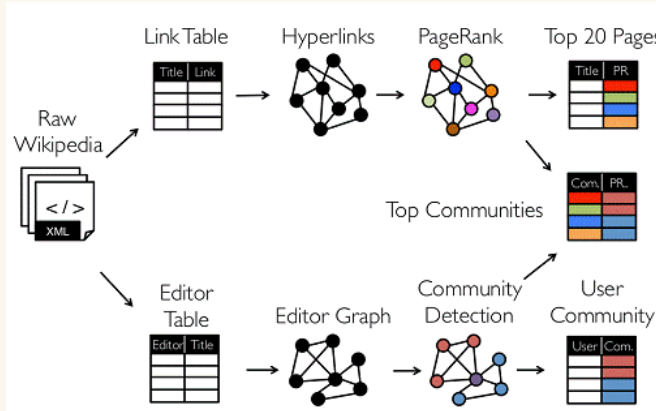 Link Table
Hyperlinks
PageRank
Top 20 Pages
Title Link
Title PR
Raw
Wikipedia
</>
XML
Com. PR..
Top Communities
Editor
Table
Editor Graph
Community
Detection
User
Community
Editor Title
User Com.